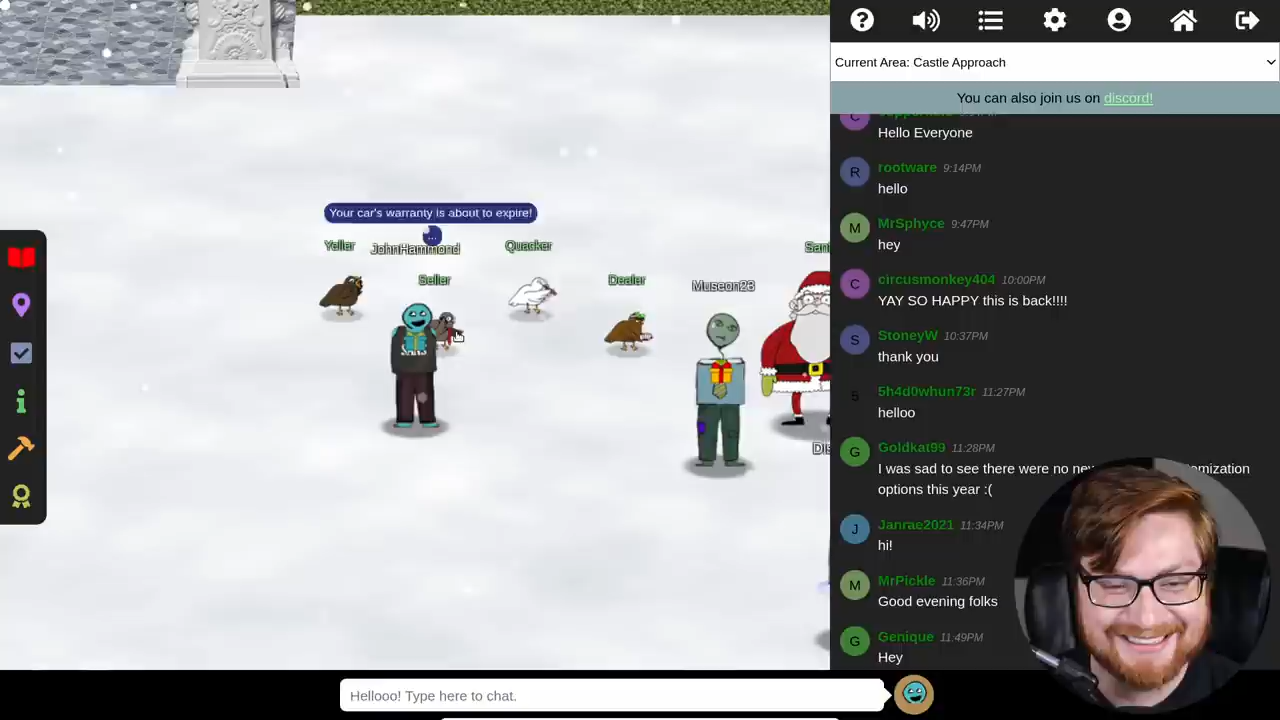 Current Area: Castle Approach
You can also join us on discord!
Hello Everyone
R
rootware 9:14PM
hello
M
MrSphyce 9:47PM
hey
C
circusmonkey404 10:00PM
YAY SO HAPPY this is back!!!!
S
StoneyW 10:37PM
thank you
5
5h4d0whun73r 11:27PM
helloo
G
Goldkat99 11:28PM
I was sad to see there were no
options this year :(
J
Janrae2021 11:34PM
hi!
M
MrPickle 11:36PM
Good evening folks
G
Genique 11:49PM
Hey
Your car's warranty is about to expire!
...
Yeller
JohnHammond
Quacker
Seller
Dealer
Museon23
SANS
Hellooo! Type here to chat.